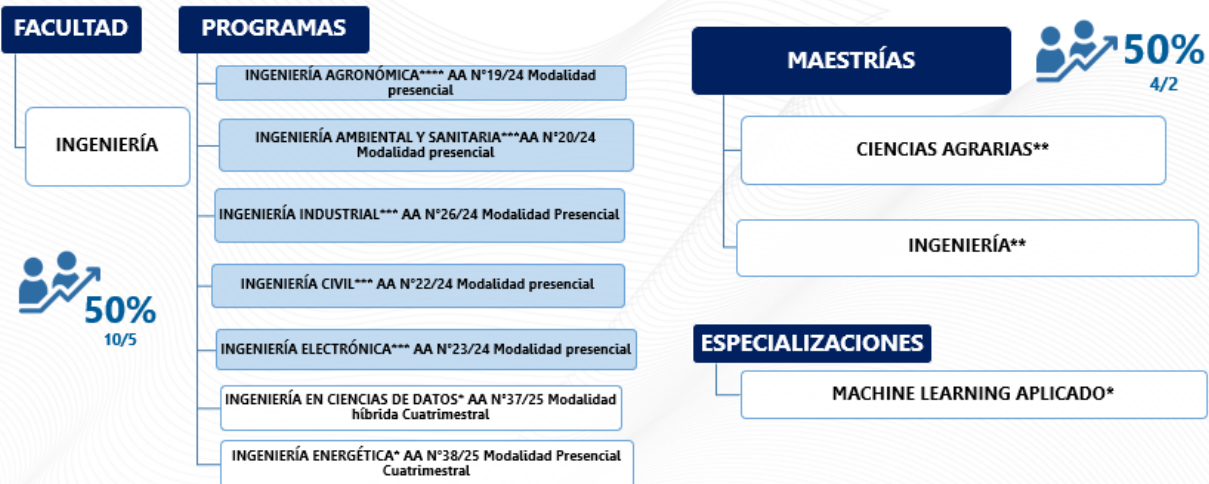 FACULTAD
PROGRAMAS
INGENIERÍA
50%
10/5
INGENIERÍA AGRONÓMICA**** AA N°19/24 Modalidad
presencial
INGENIERÍA AMBIENTAL Y SANITARIA***AA N°20/24
Modalidad presencial
INGENIERÍA INDUSTRIAL*** AA N°26/24 Modalidad Presencial
INGENIERÍA CIVIL*** AA N°22/24 Modalidad presencial
INGENIERÍA ELECTRÓNICA*** AA N°23/24 Modalidad presencial
INGENIERÍA EN CIENCIAS DE DATOS* AA N°37/25 Modalidad
híbrida Cuatrimestral
INGENIERÍA ENERGÉTICA* AA N°38/25 Modalidad Presencial
Cuatrimestral
MAESTRÍAS
50%
4/2
CIENCIAS AGRARIAS**
INGENIERÍA**
ESPECIALIZACIONES
MACHINE LEARNING APLICADO*